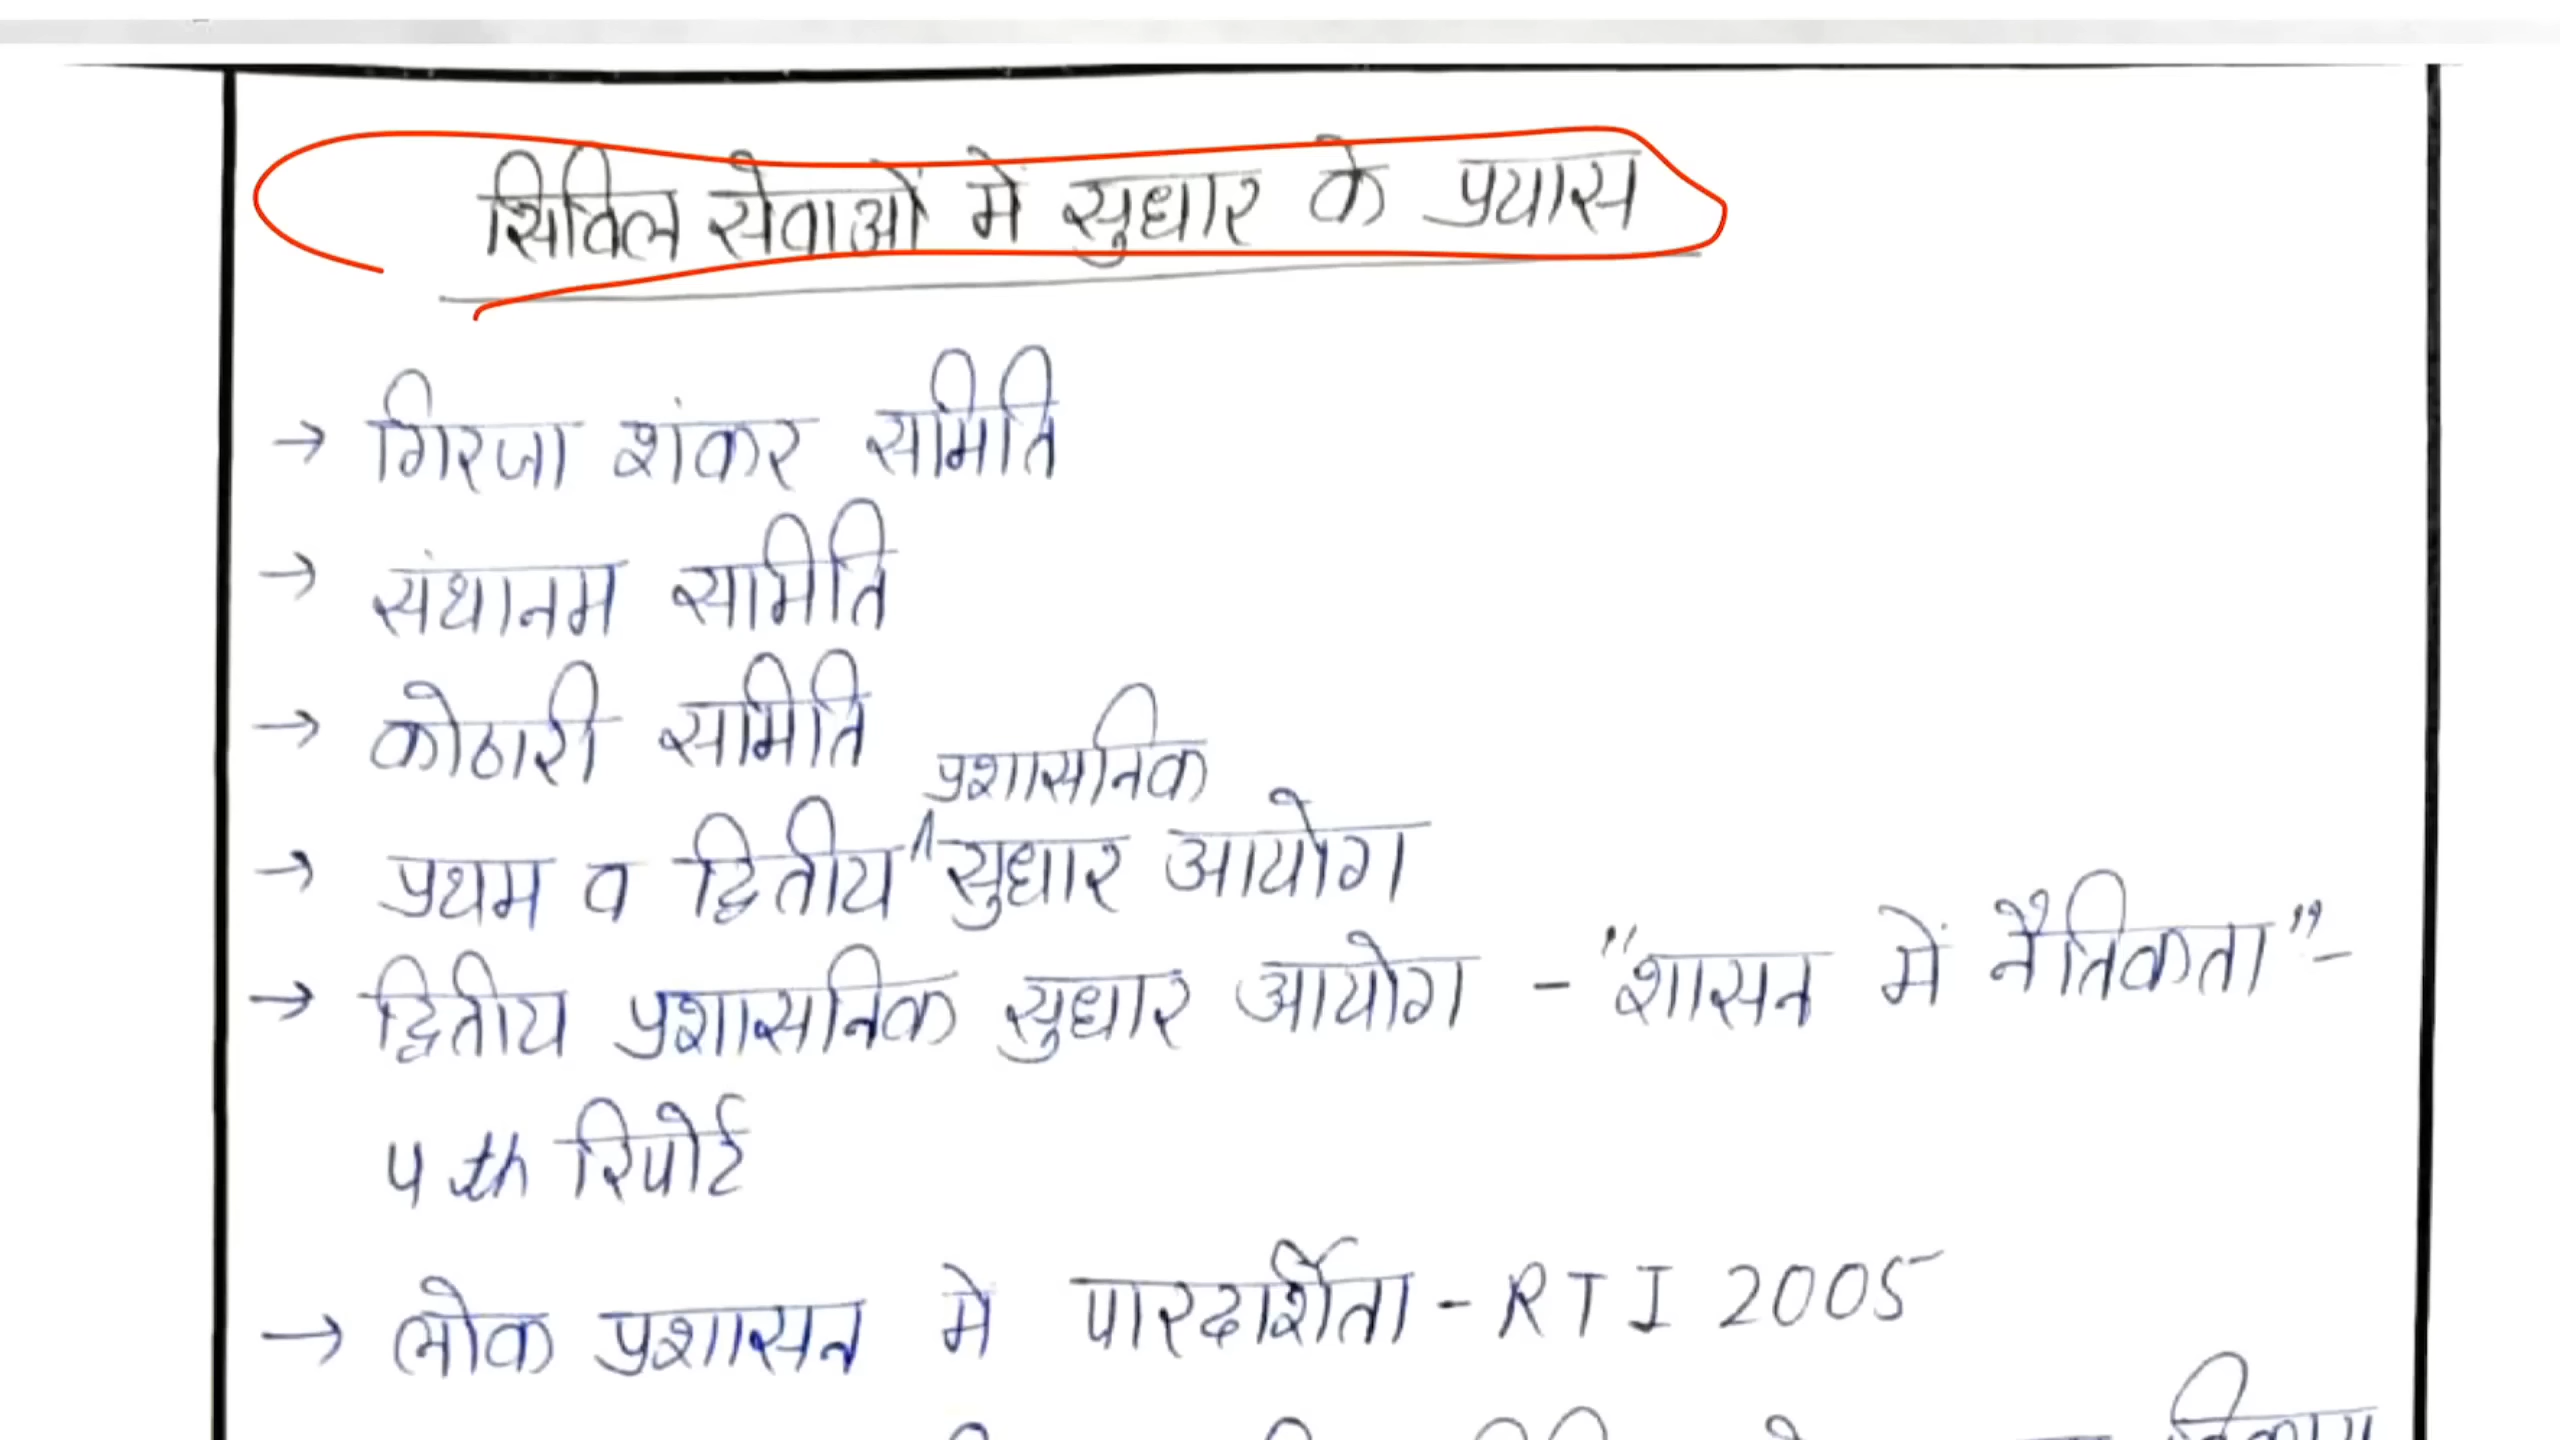 सिविल सेवाओं में सुधार के प्रयास
→ गिरजा शंकर समिति
→ संथानम समिति
→ कोठारी समिति
प्रशासनिक
→ प्रथम व द्वितीय ^ सुधार आयोग
→ द्वितीय प्रशासनिक सुधार आयोग - "शासन में नैतिकता" -
4 th रिपोर्ट
→ लोक प्रशासन में पारदर्शिता - RTI 2005